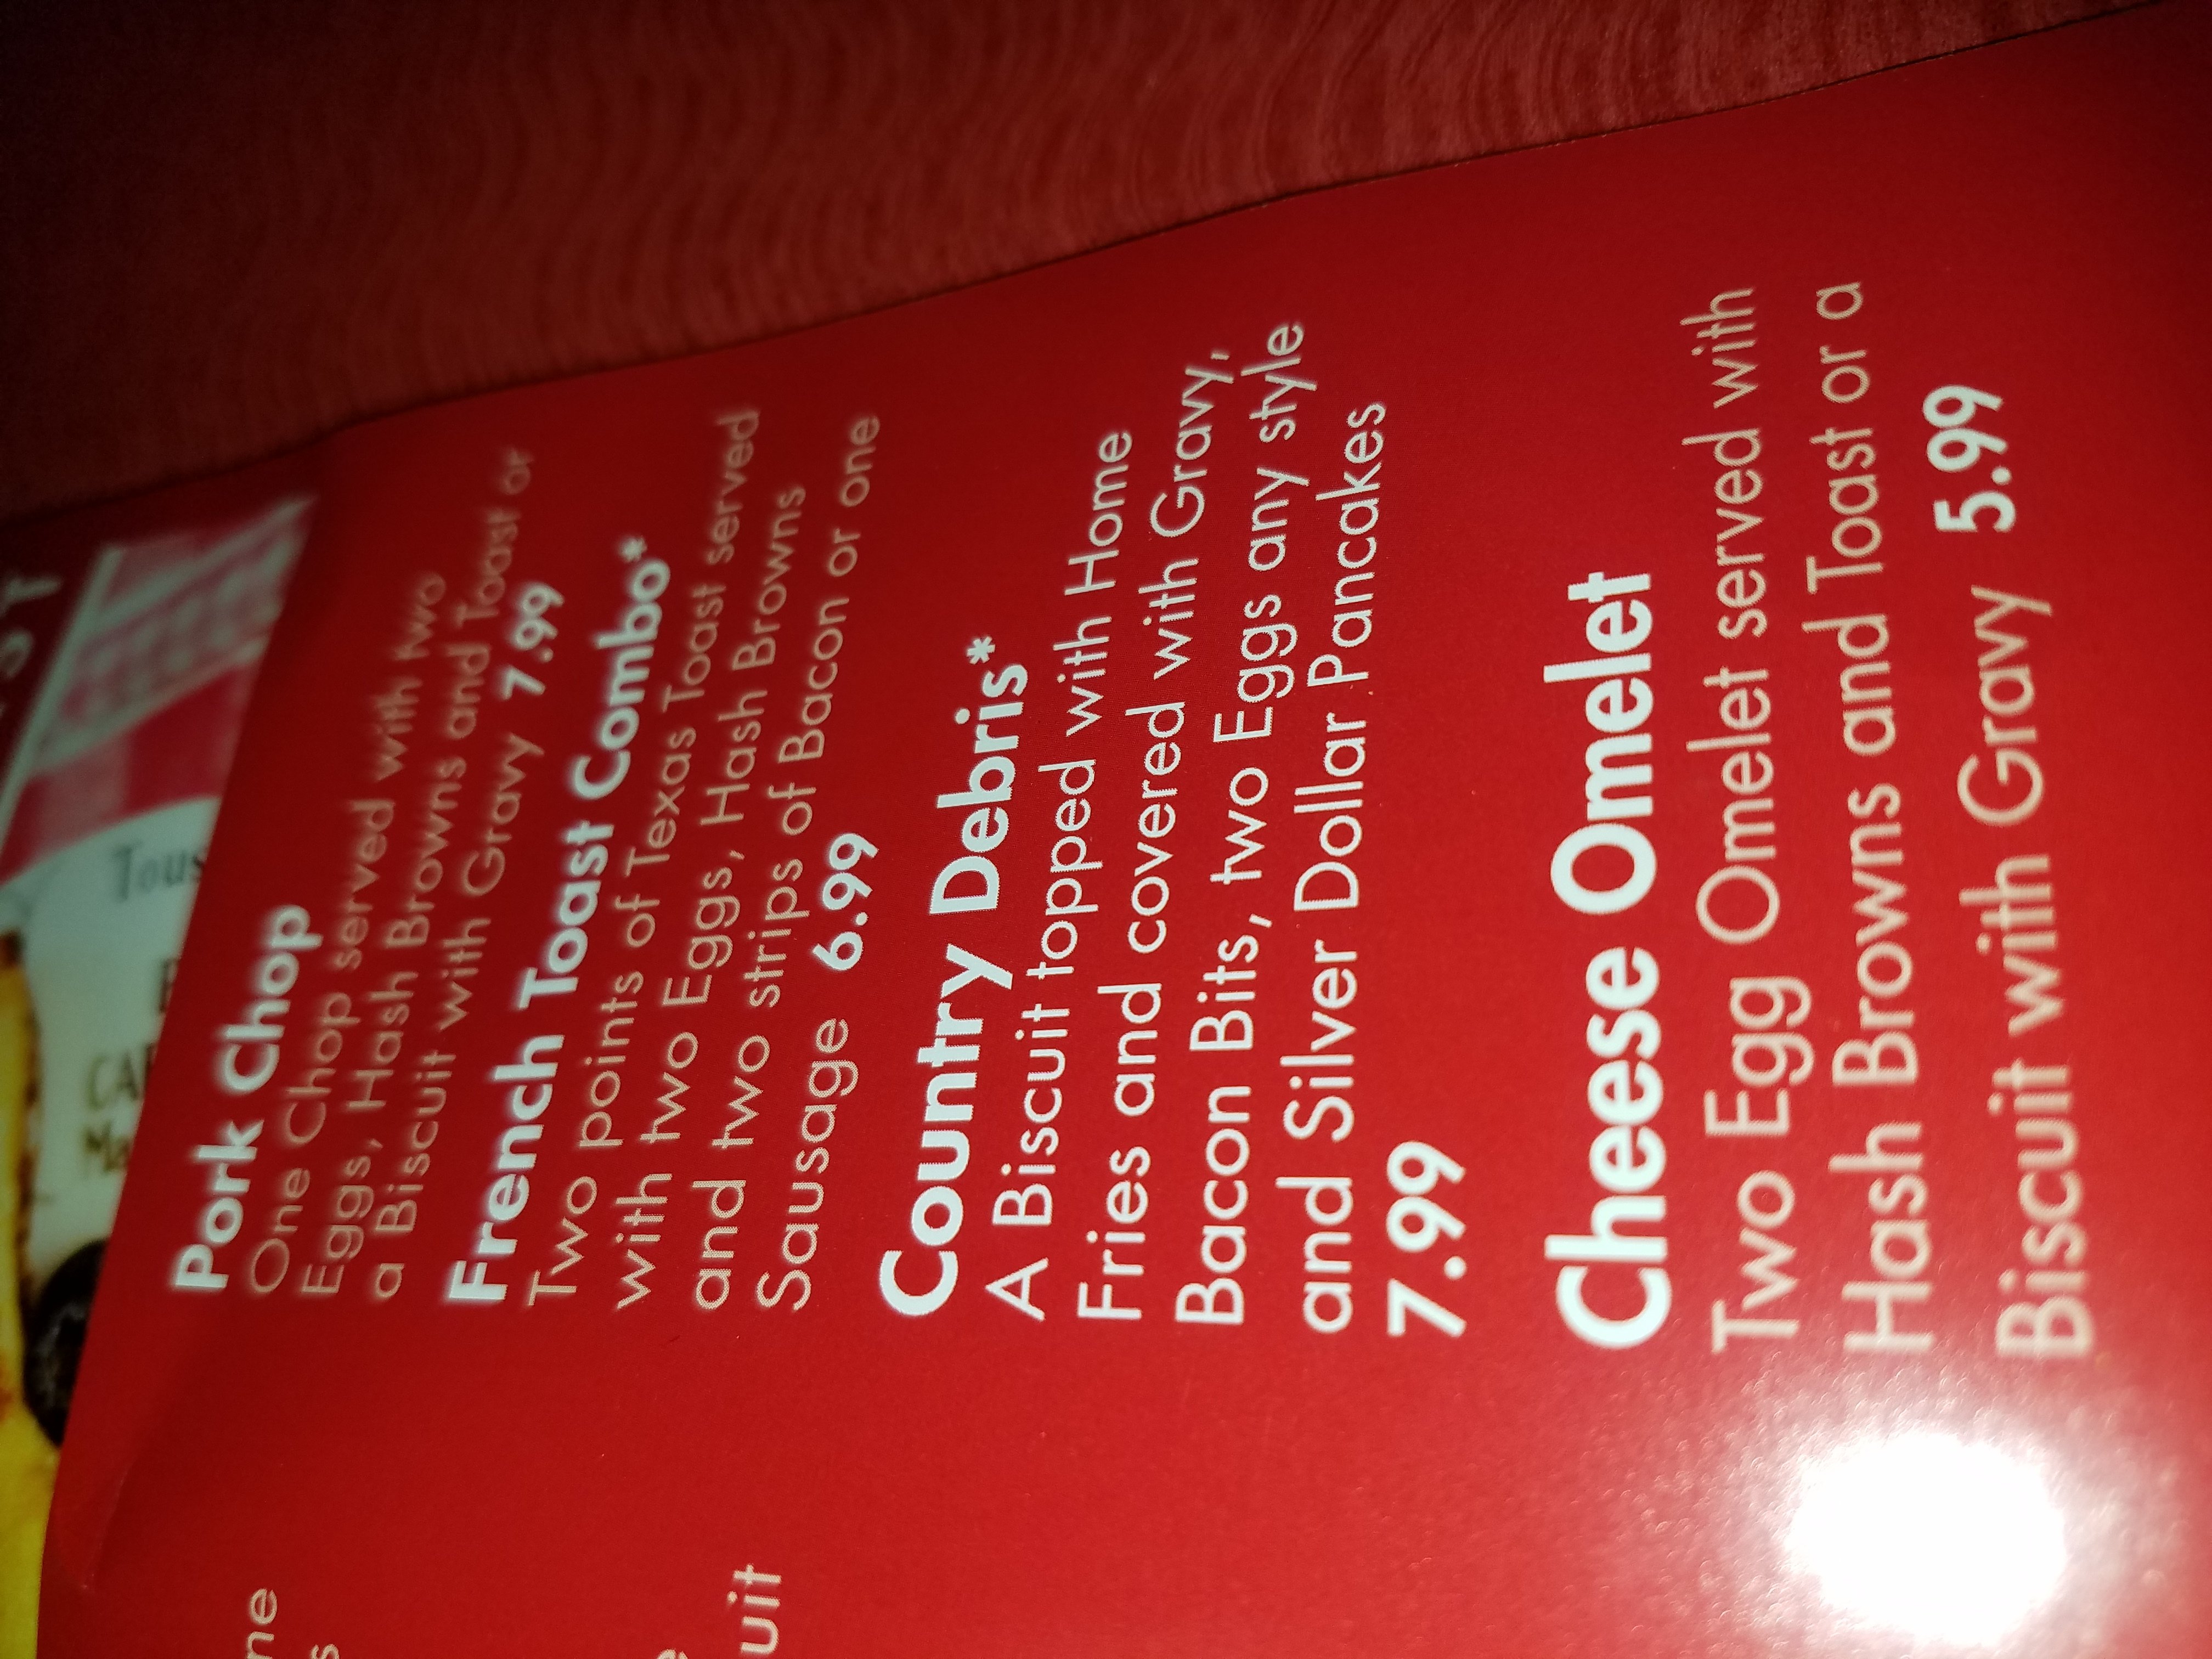 Pork Chop
One Chop served with two
Eggs, Hash Browns and Toast or
a Biscuit with Gravy 7.99
French Toast Combo*
Two points of Texas Toast served
with two Eggs, Hash Browns
and two strips of Bacon or one
Sausage 6.99
Country Debris*
A Biscuit topped with Home
Fries and covered with Gravy,
Bacon Bits, two Eggs any style
and Silver Dollar Pancakes
7.99
Cheese Omelet
Two Egg Omelet served with
Hash Browns and Toast or a
Biscuit with Gravy 5.99